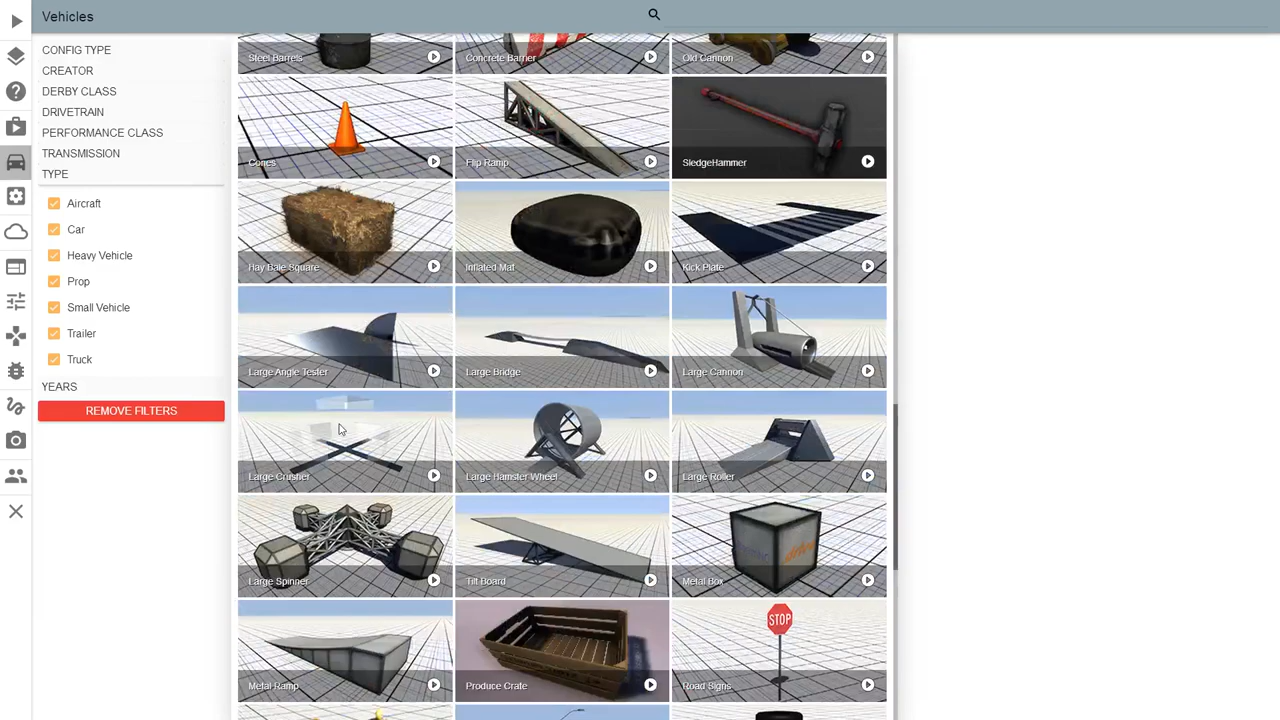 Vehicles
CONFIG TYPE
CREATOR
DERBY CLASS
DRIVETRAIN
PERFORMANCE CLASS
TRANSMISSION
TYPE
Aircraft
Car
Heavy Vehicle
Prop
Small Vehicle
Trailer
Truck
YEARS
REMOVE FILTERS
Steel Barrels
Concrete Barrier
Old Cannon
Cones
Flip Ramp
SledgeHammer
Hay Bale Square
Inflated Mat
Kick Plate
Large Angle Tester
Large Bridge
Large Cannon
Large Crusher
Large Hamster Wheel
Large Roller
Large Spinner
Tilt Board
Metal Box
Metal Ramp
Produce Crate
STOP
Road Signs